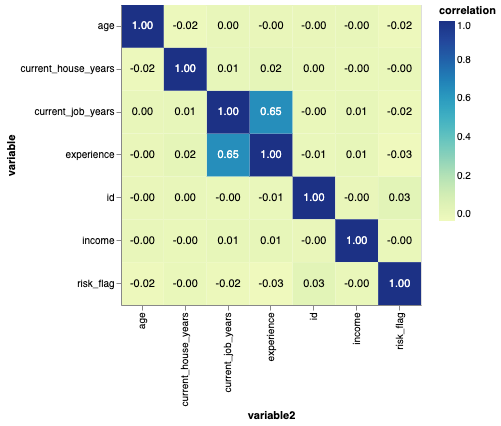 correlation
age 1.00 -0.02 0.00 -0.00 -0.00 -0.00 -0.02 1.0
current_house_years -0.02 1.00 0.01 0.02 0.00 -0.00 -0.00 0.8
current_job_years 0.00 0.01 1.00 0.65 -0.00 0.01 -0.02 0.6
experience -0.00 0.02 0.65 1.00 -0.01 0.01 -0.03 0.4
id -0.00 0.00 -0.00 -0.01 1.00 -0.00 0.03 0.2
income -0.00 -0.00 0.01 0.01 -0.00 1.00 -0.00 0.0
risk_flag -0.02 -0.00 -0.02 -0.03 0.03 -0.00 1.00
variable
age
current_house_years
current_job_years
experience
id
income
risk_flag
variable2